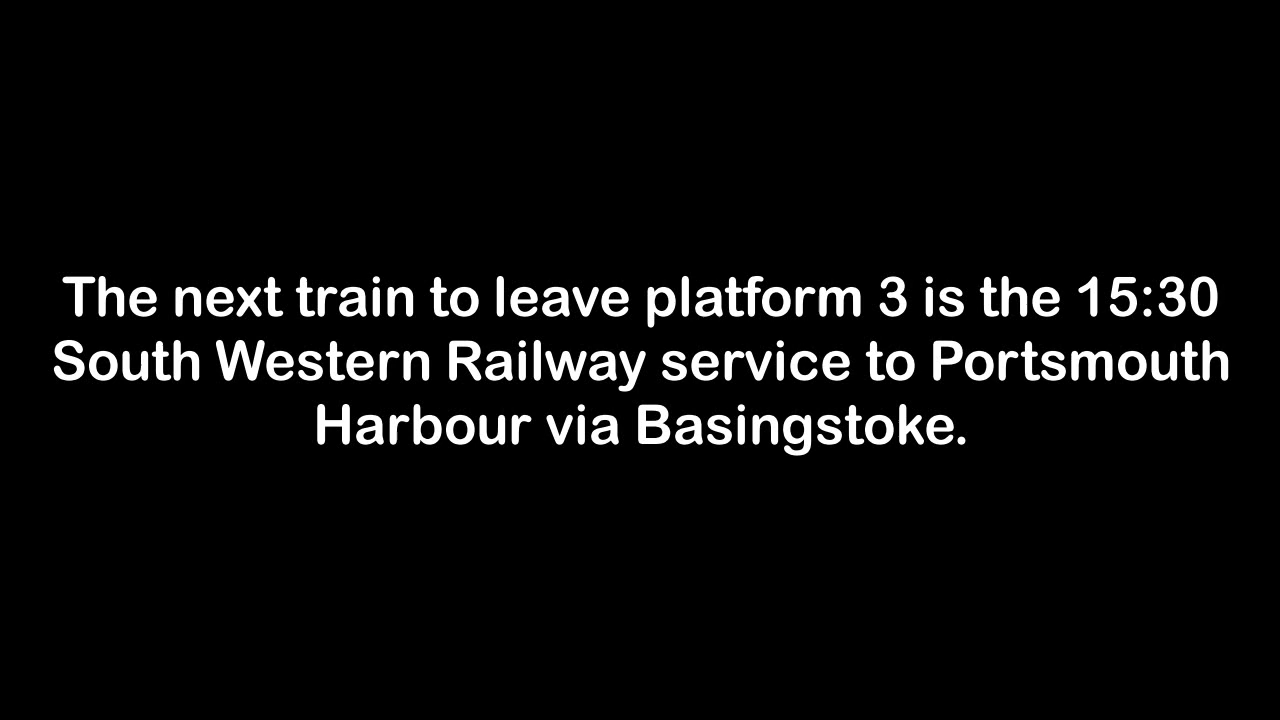 The next train to leave platform 3 is the 15:30
South Western Railway service to Portsmouth
Harbour via Basingstoke.